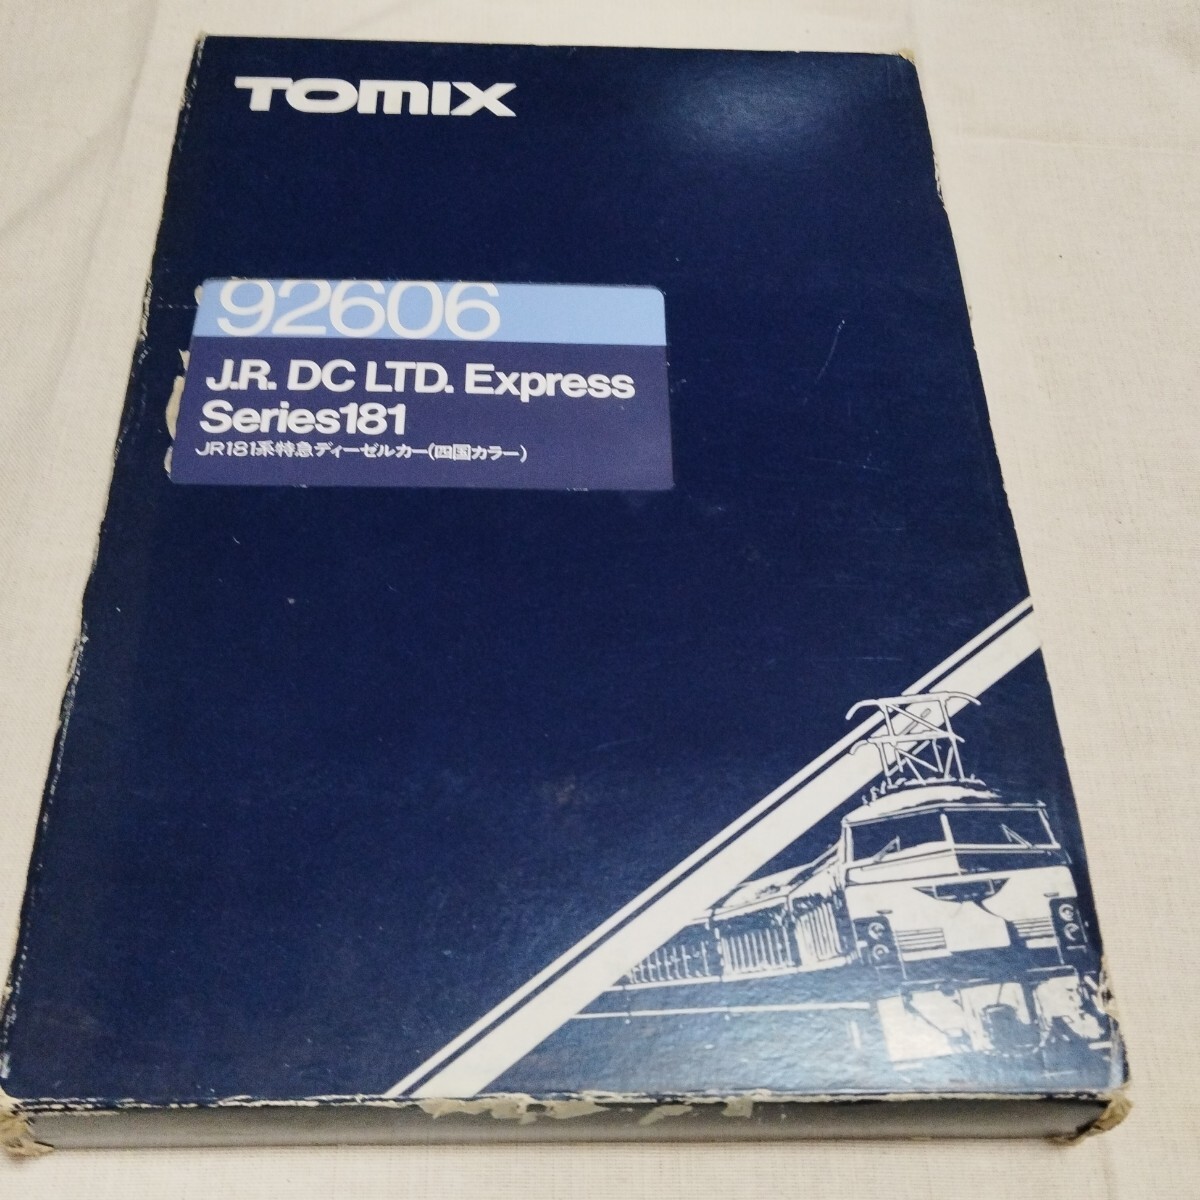 TOMIX
92606
J.R. DC LTD. Express
Series181
JR181系特急ディーゼルカー(四国カラー)